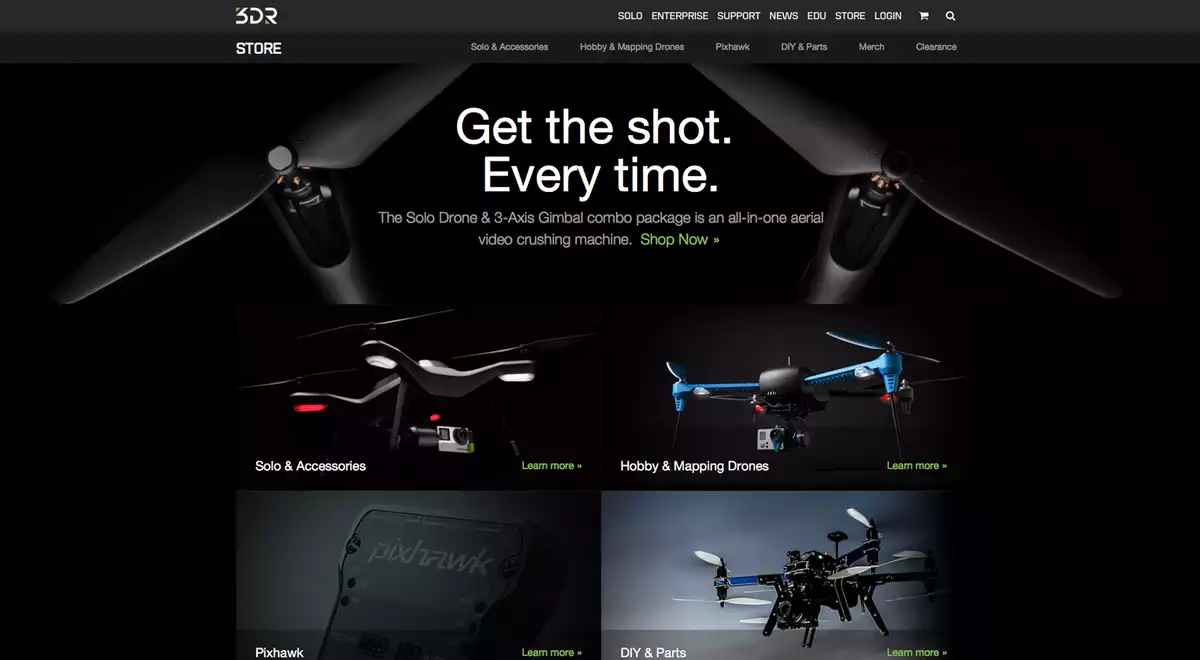 3DR
SOLO ENTERPRISE SUPPORT NEWS EDU STORE LOGIN
STORE
Solo & Accessories Hobby & Mapping Drones Pixhawk DIY & Parts Merch Clearance
Get the shot.
Every time.
The Solo Drone & 3-Axis Gimbal combo package is an all-in-one aerial
video crushing machine. Shop Now »
Solo & Accessories Learn more »
Hobby & Mapping Drones Learn more »
pixhawk
Pixhawk Learn more »
DIY & Parts Learn more »